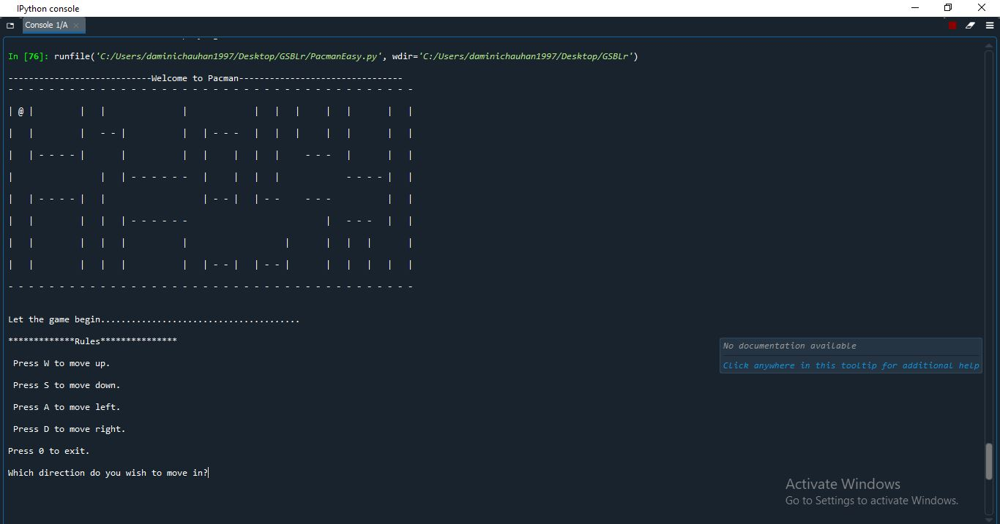 IPython console
Console 1/A
In [76]: runfile('C:/Users/daminichauhan1997/Desktop/GSBLr/PacmanEasy.py', wdir='C:/Users/daminichauhan1997/Desktop/GSBLr')
----------------------------Welcome to Pacman--------------------------------
- - - - - - - - - - - - - - - - - - - - - - - - - - - - - - - - - - - - - - - -
| @ |         |   |               |             |   |   |     |   |       |   |
|   |         |   - - |           |   | - - -   |   |   |     |   |       |   |
|   | - - - - |       |           |   |     |   |   |     - - -   |       |   |
|                 |   | - - - - - -   |     |   |   |             - - - - |   |
|   | - - - - |   |                   | - - |   | - -     - - -           |   |
|   |         |   |   | - - - - - -                           |   - - -   |   |
|   |         |   |   |           |                   |       |   |   |       |
|   |         |   |   |           |   | - - |   | - - |       |   |   |   |   |
- - - - - - - - - - - - - - - - - - - - - - - - - - - - - - - - - - - - - - - -
Let the game begin.......................................
*************Rules***************
Press W to move up.
Press S to move down.
Press A to move left.
Press D to move right.
Press 0 to exit.
Which direction do you wish to move in?
No documentation available
Click anywhere in this tooltip for additional help
Activate Windows
Go to Settings to activate Windows.